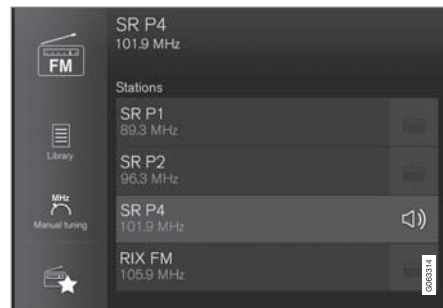 SR P4
101.9 MHz
FM
Stations
SR P1
89.3 MHz
Library
SR P2
96.3 MHz
MHz
Manual tuning
SR P4
101.9 MHz
RIX FM
105.9 MHz
G063314